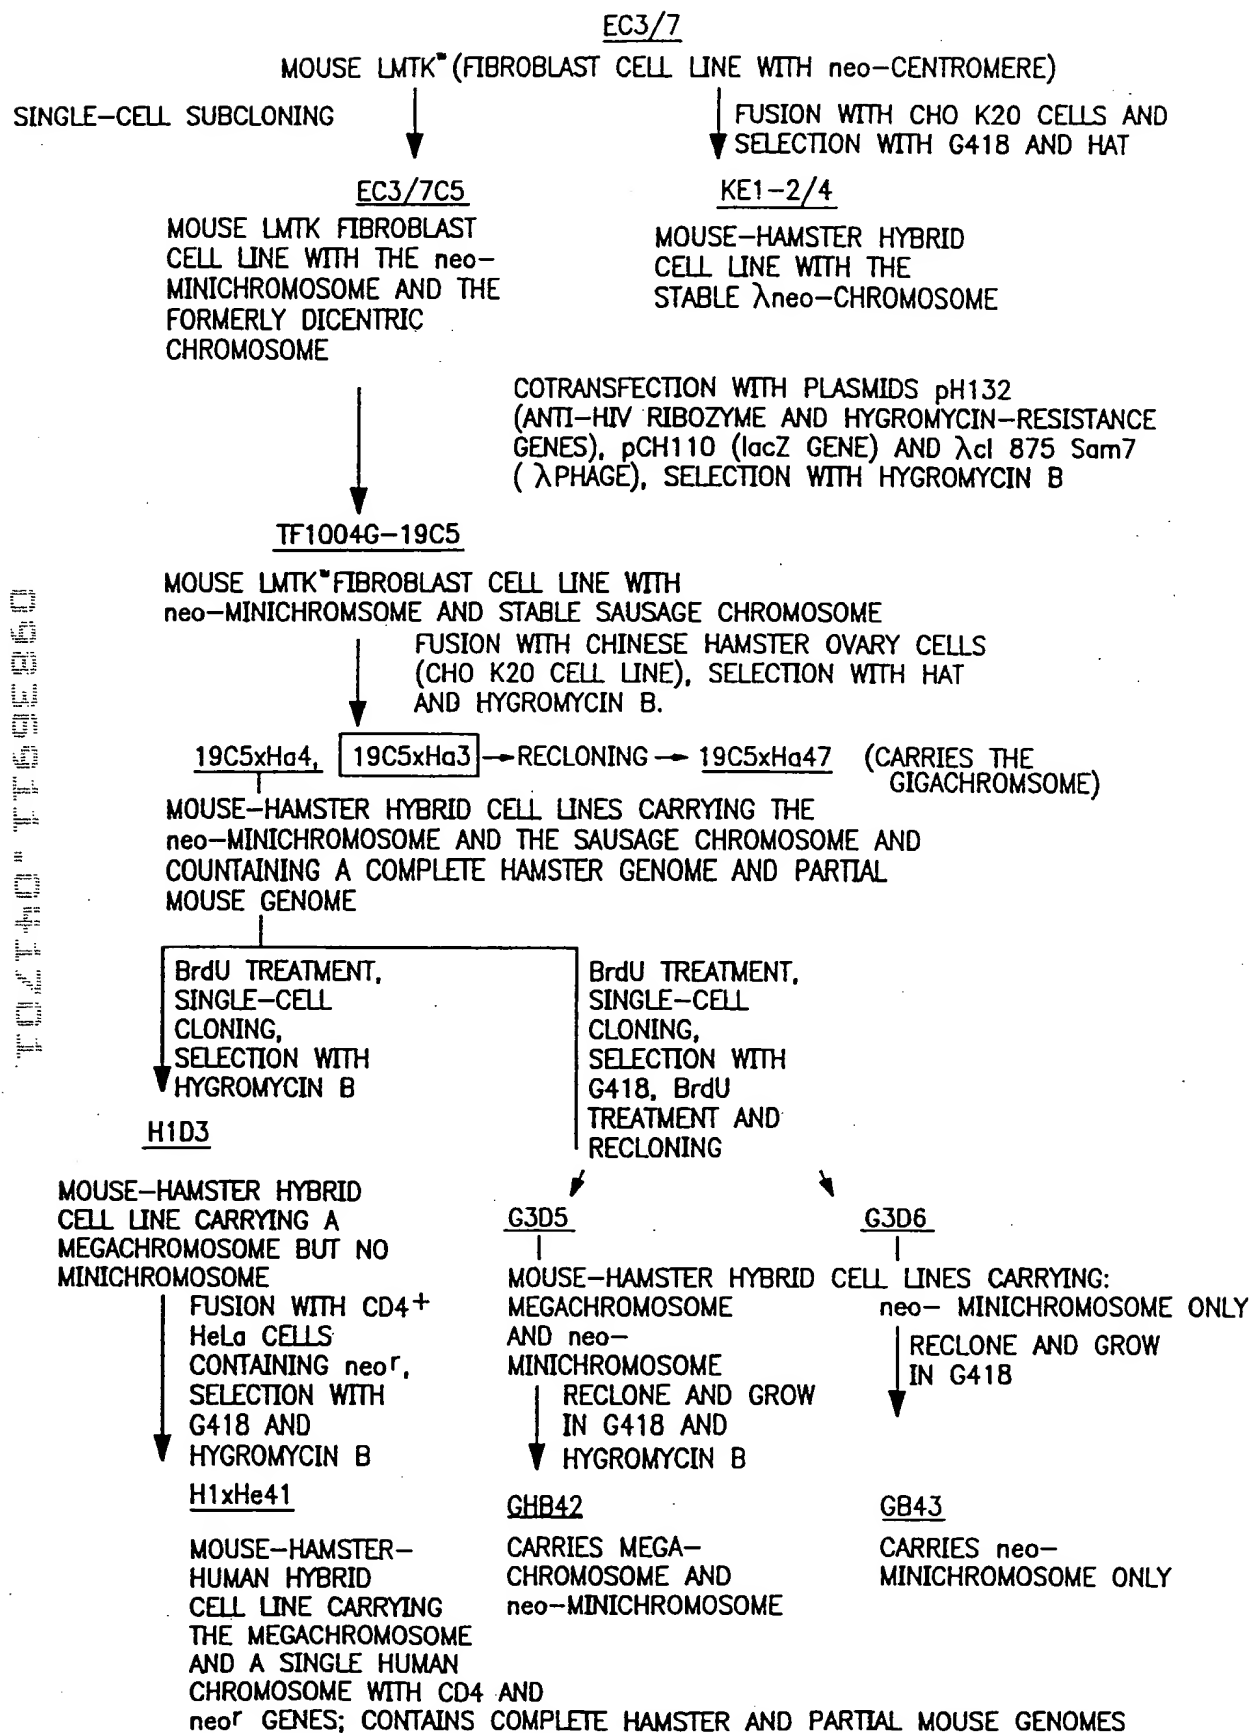 EC3/7
MOUSE LMTK⁻ (FIBROBLAST CELL LINE WITH neo-CENTROMERE)
SINGLE-CELL SUBCLONING
FUSION WITH CHO K20 CELLS AND
SELECTION WITH G418 AND HAT
EC3/7C5
MOUSE LMTK FIBROBLAST
CELL LINE WITH THE neo-
MINICHROMOSOME AND THE
FORMERLY DICENTRIC
CHROMOSOME
KE1-2/4
MOUSE-HAMSTER HYBRID
CELL LINE WITH THE
STABLE λneo-CHROMOSOME
COTRANSFECTION WITH PLASMIDS pH132
(ANTI-HIV RIBOZYME AND HYGROMYCIN-RESISTANCE
GENES), pCH110 (lacZ GENE) AND λcl 875 Sam7
( λPHAGE), SELECTION WITH HYGROMYCIN B
TF1004G-19C5
MOUSE LMTK⁻ FIBROBLAST CELL LINE WITH
neo-MINICHROMSOME AND STABLE SAUSAGE CHROMOSOME
FUSION WITH CHINESE HAMSTER OVARY CELLS
(CHO K20 CELL LINE), SELECTION WITH HAT
AND HYGROMYCIN B.
19C5xHa4, 19C5xHa3 → RECLONING → 19C5xHa47 (CARRIES THE
GIGACHROMSOME)
MOUSE-HAMSTER HYBRID CELL LINES CARRYING THE
neo-MINICHROMOSOME AND THE SAUSAGE CHROMOSOME AND
COUNTAINING A COMPLETE HAMSTER GENOME AND PARTIAL
MOUSE GENOME
BrdU TREATMENT,
SINGLE-CELL
CLONING,
SELECTION WITH
HYGROMYCIN B
BrdU TREATMENT,
SINGLE-CELL
CLONING,
SELECTION WITH
G418, BrdU
TREATMENT AND
RECLONING
H1D3
MOUSE-HAMSTER HYBRID
CELL LINE CARRYING A
MEGACHROMOSOME BUT NO
MINICHROMOSOME
FUSION WITH CD4+
HeLa CELLS
CONTAINING neor,
SELECTION WITH
G418 AND
HYGROMYCIN B
G3D5
G3D6
MOUSE-HAMSTER HYBRID CELL LINES CARRYING:
MEGACHROMOSOME
AND neo-
MINICHROMOSOME
neo- MINICHROMOSOME ONLY
RECLONE AND GROW
IN G418 AND
HYGROMYCIN B
RECLONE AND GROW
IN G418
H1xHe41
MOUSE-HAMSTER-
HUMAN HYBRID
CELL LINE CARRYING
THE MEGACHROMOSOME
AND A SINGLE HUMAN
CHROMOSOME WITH CD4 AND
neor GENES; CONTAINS COMPLETE HAMSTER AND PARTIAL MOUSE GENOMES
GHB42
CARRIES MEGA-
CHROMOSOME AND
neo-MINICHROMOSOME
GB43
CARRIES neo-
MINICHROMOSOME ONLY